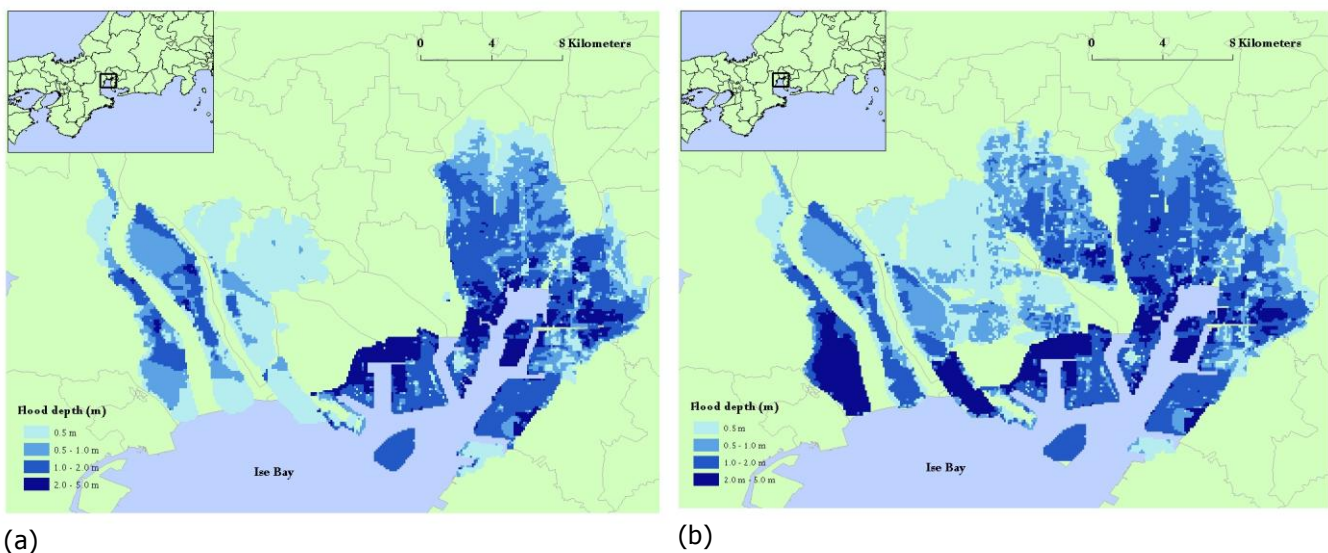 0 4 8 Kilometers
Flood depth (m)
0.5 m
0.5 - 1.0 m
1.0 - 2.0 m
2.0 - 5.0 m
Ise Bay
(a)
0 4 8 Kilometers
Flood depth (m)
0.5 m
0.5 - 1.0 m
1.0 - 2.0 m
2.0 m - 5.0 m
Ise Bay
(b)